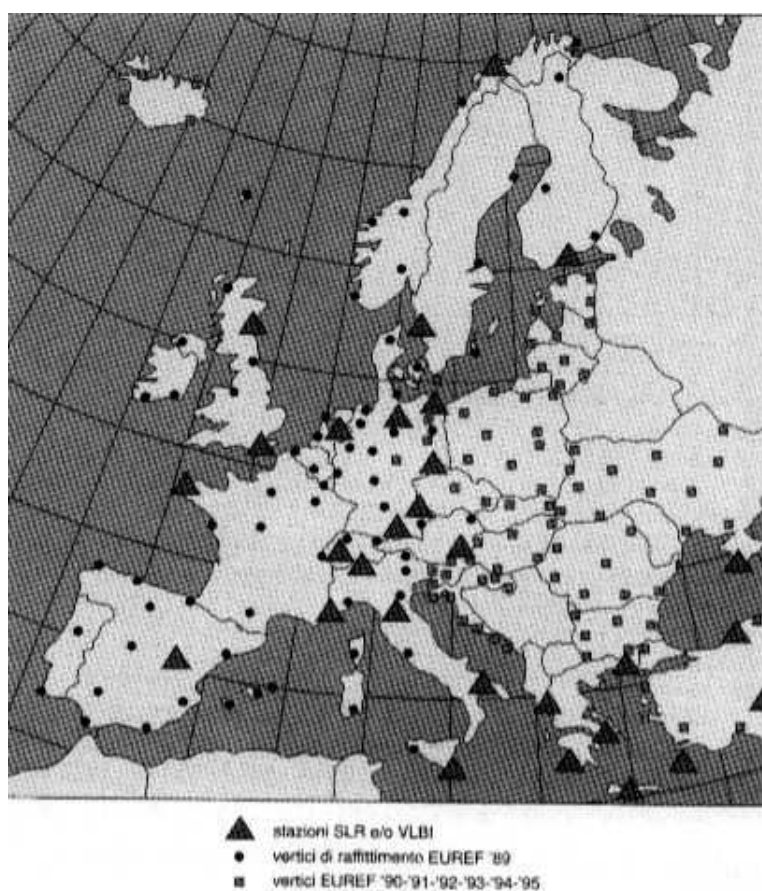 stazioni SLR e/o VLBI
vertici di raffittimento EUREF '89
vertici EUREF '90-'91-'92-'93-'94-'95